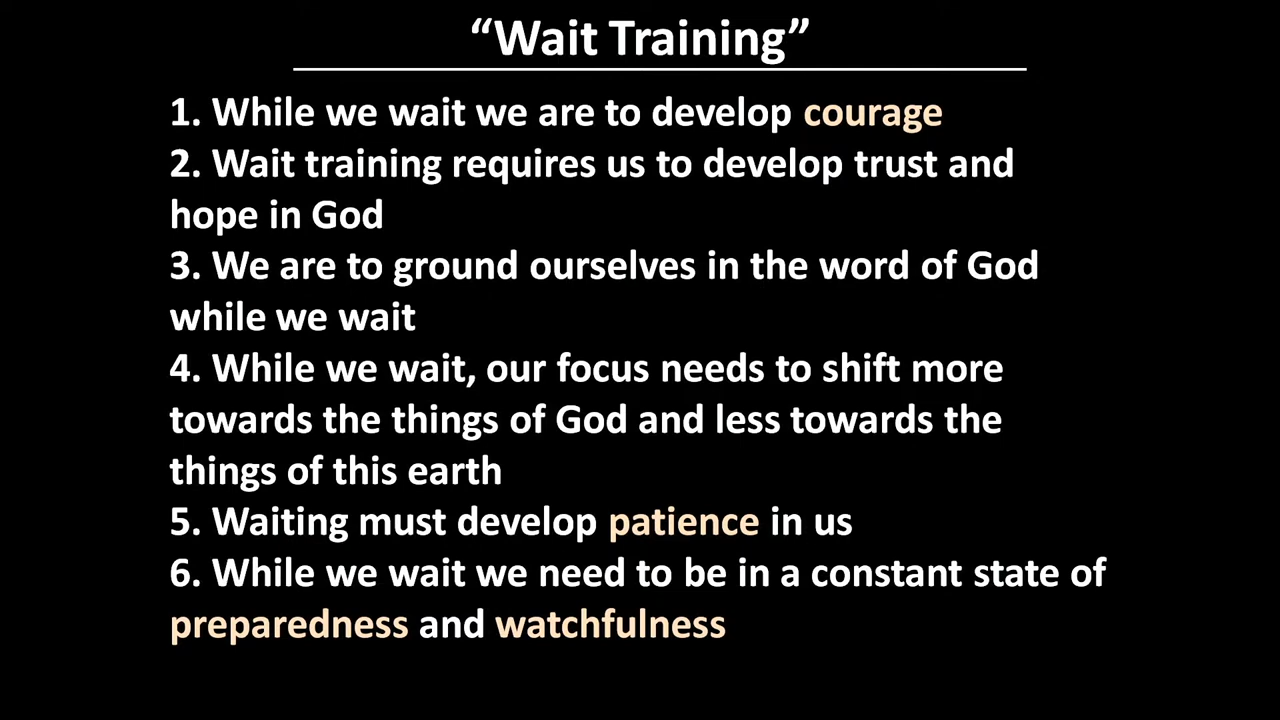 “Wait Training”
1. While we wait we are to develop courage
2. Wait training requires us to develop trust and
hope in God
3. We are to ground ourselves in the word of God
while we wait
4. While we wait, our focus needs to shift more
towards the things of God and less towards the
things of this earth
5. Waiting must develop patience in us
6. While we wait we need to be in a constant state of
preparedness and watchfulness